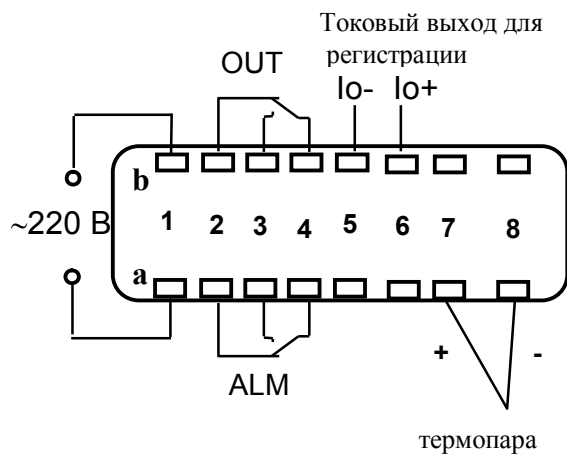 Токовый выход для
регистрации
OUT
Io- Io+
b
~220 В
1 2 3 4 5 6 7 8
a
+ -
ALM
термопара